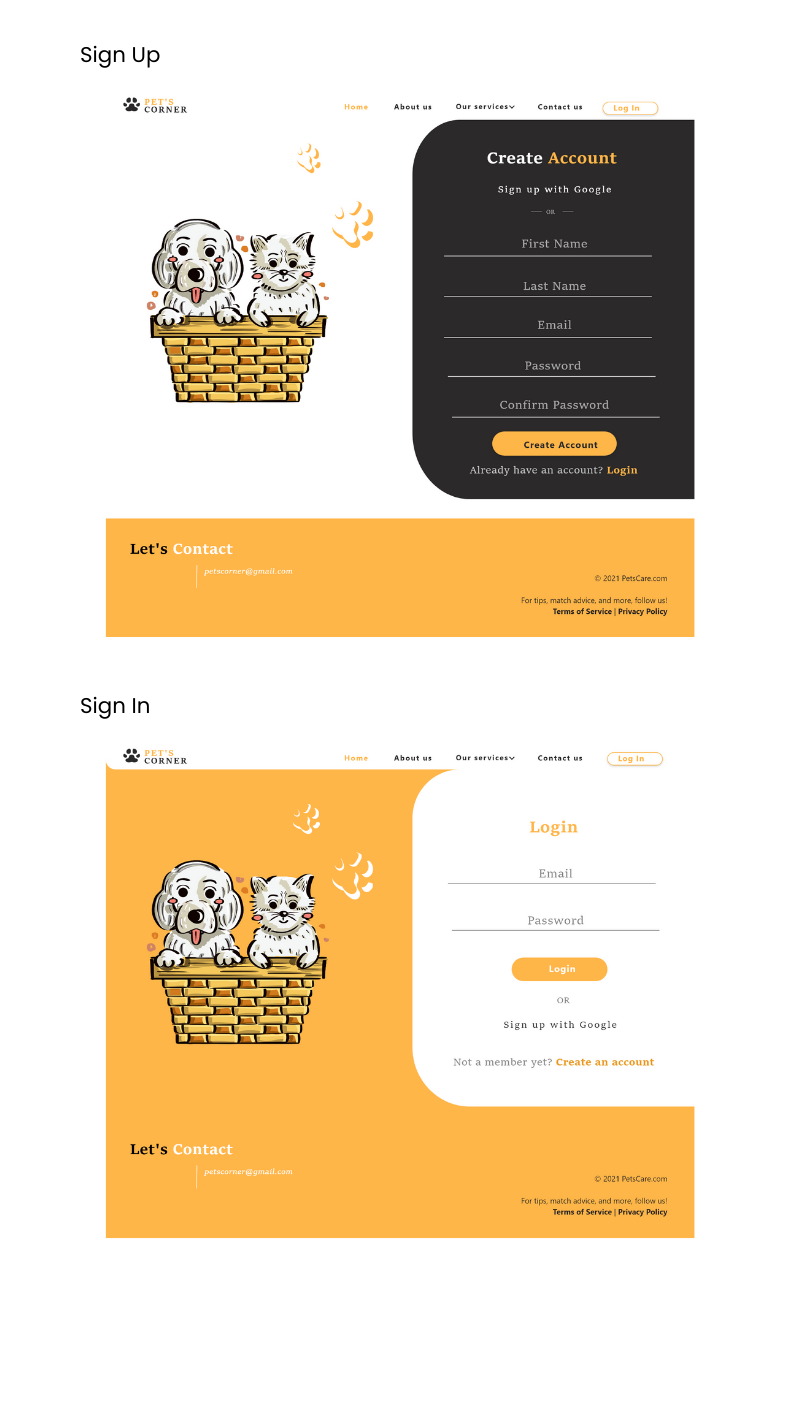 Sign Up
PET'S
CORNER
Home About us Our services Contact us Log In
Create Account
Sign up with Google
OR
First Name
Last Name
Email
Password
Confirm Password
Create Account
Already have an account? Login
Let's Contact
petscorner@gmail.com
© 2021 PetsCare.com
For tips, match advice, and more, follow us!
Terms of Service | Privacy Policy
Sign In
PET'S
CORNER
Home About us Our services Contact us Log In
Login
Email
Password
Login
OR
Sign up with Google
Not a member yet? Create an account
Let's Contact
petscorner@gmail.com
© 2021 PetsCare.com
For tips, match advice, and more, follow us!
Terms of Service | Privacy Policy